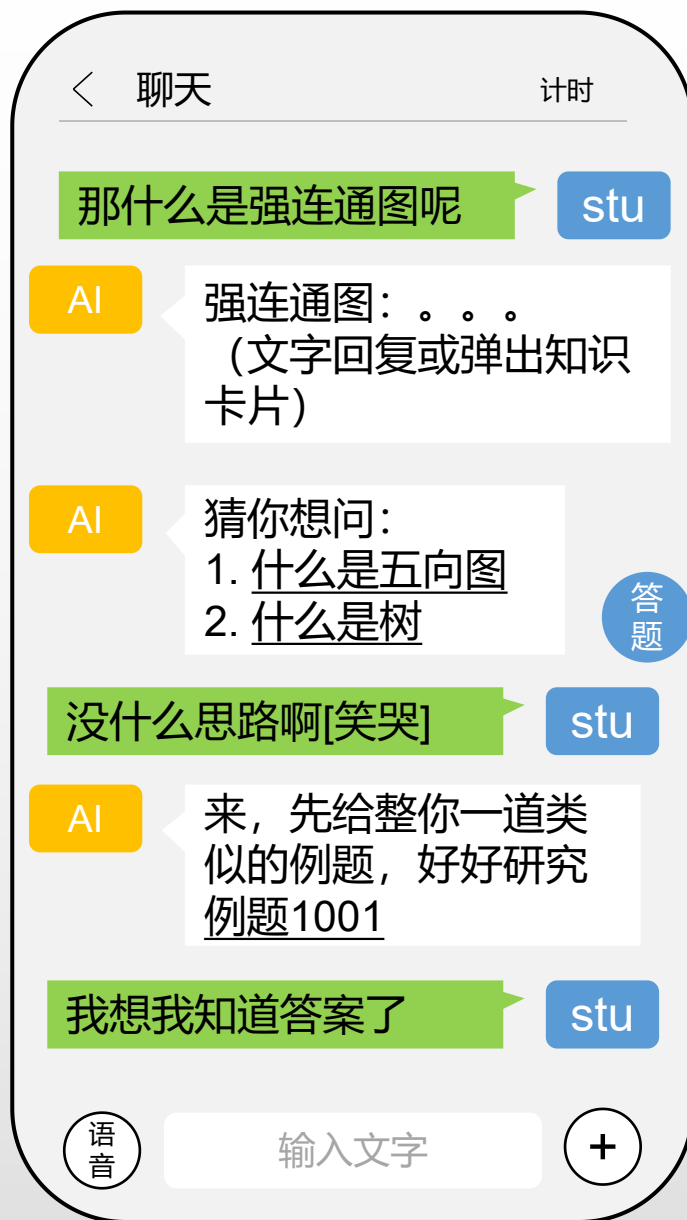 聊天
计时
那什么是强连通图呢
stu
AI
强连通图：。。。
（文字回复或弹出知识
卡片）
AI
猜你想问：
1. 什么是五向图
2. 什么是树
答
题
没什么思路啊[笑哭]
stu
AI
来，先给整你一道类
似的例题，好好研究
例题1001
我想我知道答案了
stu
语
音
输入文字
+